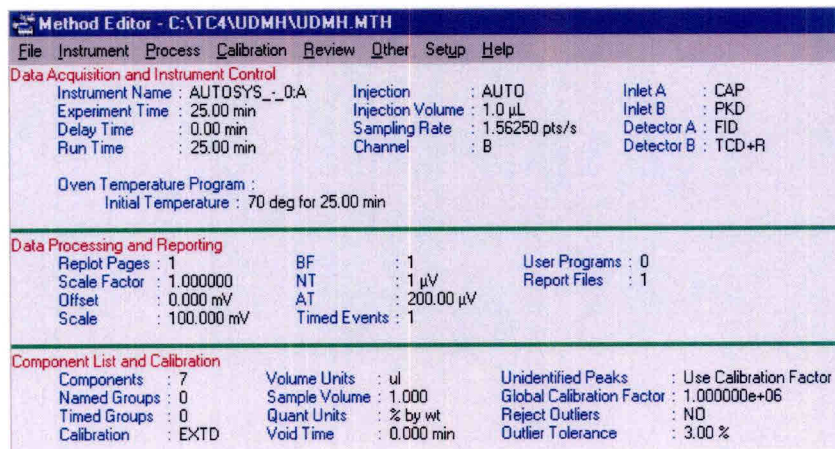 Method Editor - C:\TC4\UDMH\UDMH.MTH
File Instrument Process Calibration Review Other Setup Help
Data Acquisition and Instrument Control
Instrument Name : AUTOSYS_-_0:A Injection : AUTO Inlet A : CAP
Experiment Time : 25.00 min Injection Volume : 1.0 µL Inlet B : PKD
Delay Time : 0.00 min Sampling Rate : 1.56250 pts/s Detector A : FID
Run Time : 25.00 min Channel : B Detector B : TCD+R
Oven Temperature Program :
Initial Temperature : 70 deg for 25.00 min
Data Processing and Reporting
Replot Pages : 1 BF : 1 User Programs : 0
Scale Factor : 1.000000 NT : 1 µV Report Files : 1
Offset : 0.000 mV AT : 200.00 µV
Scale : 100.000 mV Timed Events : 1
Component List and Calibration
Components : 7 Volume Units : ul Unidentified Peaks : Use Calibration Factor
Named Groups : 0 Sample Volume : 1.000 Global Calibration Factor : 1.000000e+06
Timed Groups : 0 Quant Units : % by wt Reject Outliers : NO
Calibration : EXTD Void Time : 0.000 min Outlier Tolerance : 3.00 %